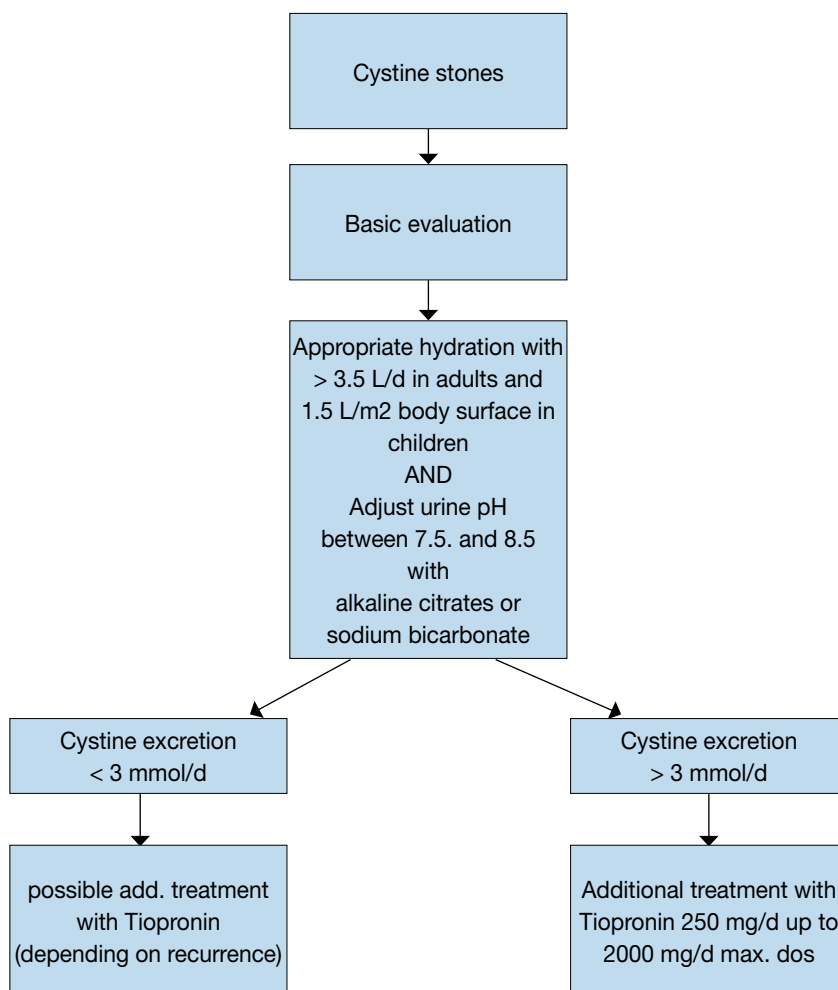 Cystine stones
Basic evaluation
Appropriate hydration with
> 3.5 L/d in adults and
1.5 L/m2 body surface in
children
AND
Adjust urine pH
between 7.5. and 8.5
with
alkaline citrates or
sodium bicarbonate
Cystine excretion
< 3 mmol/d
Cystine excretion
> 3 mmol/d
possible add. treatment
with Tiopronin
(depending on recurrence)
Additional treatment with
Tiopronin 250 mg/d up to
2000 mg/d max. dos